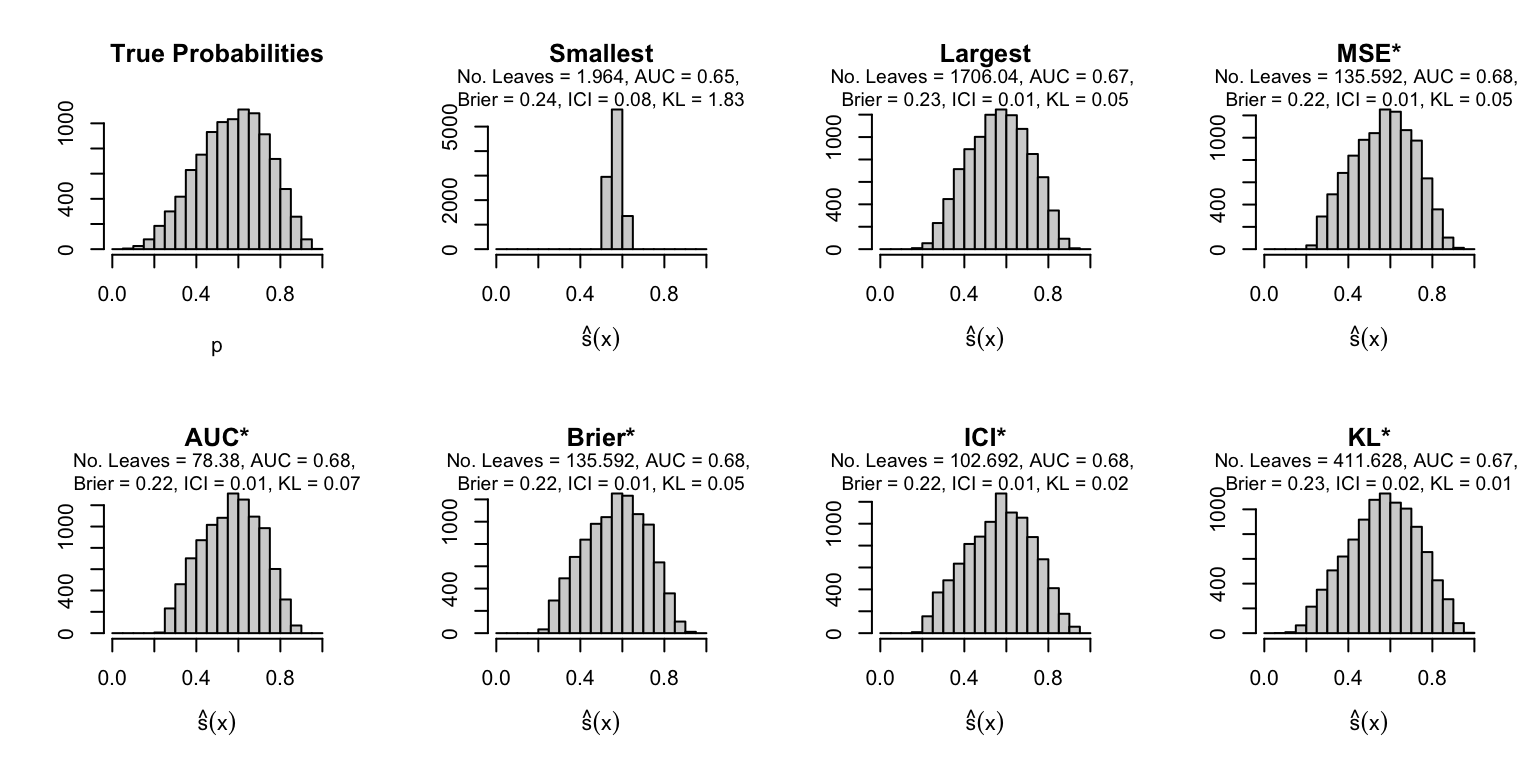 True Probabilities
1000
400
0
0.0 0.4 0.8
p
Smallest
No. Leaves = 1.964, AUC = 0.65,
Brier = 0.24, ICI = 0.08, KL = 1.83
5000
2000
0
0.0 0.4 0.8
ŝ(x)
Largest
No. Leaves = 1706.04, AUC = 0.67,
Brier = 0.23, ICI = 0.01, KL = 0.05
1000
400
0
0.0 0.4 0.8
ŝ(x)
MSE*
No. Leaves = 135.592, AUC = 0.68,
Brier = 0.22, ICI = 0.01, KL = 0.05
1000
400
0
0.0 0.4 0.8
ŝ(x)
AUC*
No. Leaves = 78.38, AUC = 0.68,
Brier = 0.22, ICI = 0.01, KL = 0.07
1000
400
0
0.0 0.4 0.8
ŝ(x)
Brier*
No. Leaves = 135.592, AUC = 0.68,
Brier = 0.22, ICI = 0.01, KL = 0.05
1000
400
0
0.0 0.4 0.8
ŝ(x)
ICI*
No. Leaves = 102.692, AUC = 0.68,
Brier = 0.22, ICI = 0.01, KL = 0.02
1000
400
0
0.0 0.4 0.8
ŝ(x)
KL*
No. Leaves = 411.628, AUC = 0.67,
Brier = 0.23, ICI = 0.02, KL = 0.01
1000
400
0
0.0 0.4 0.8
ŝ(x)